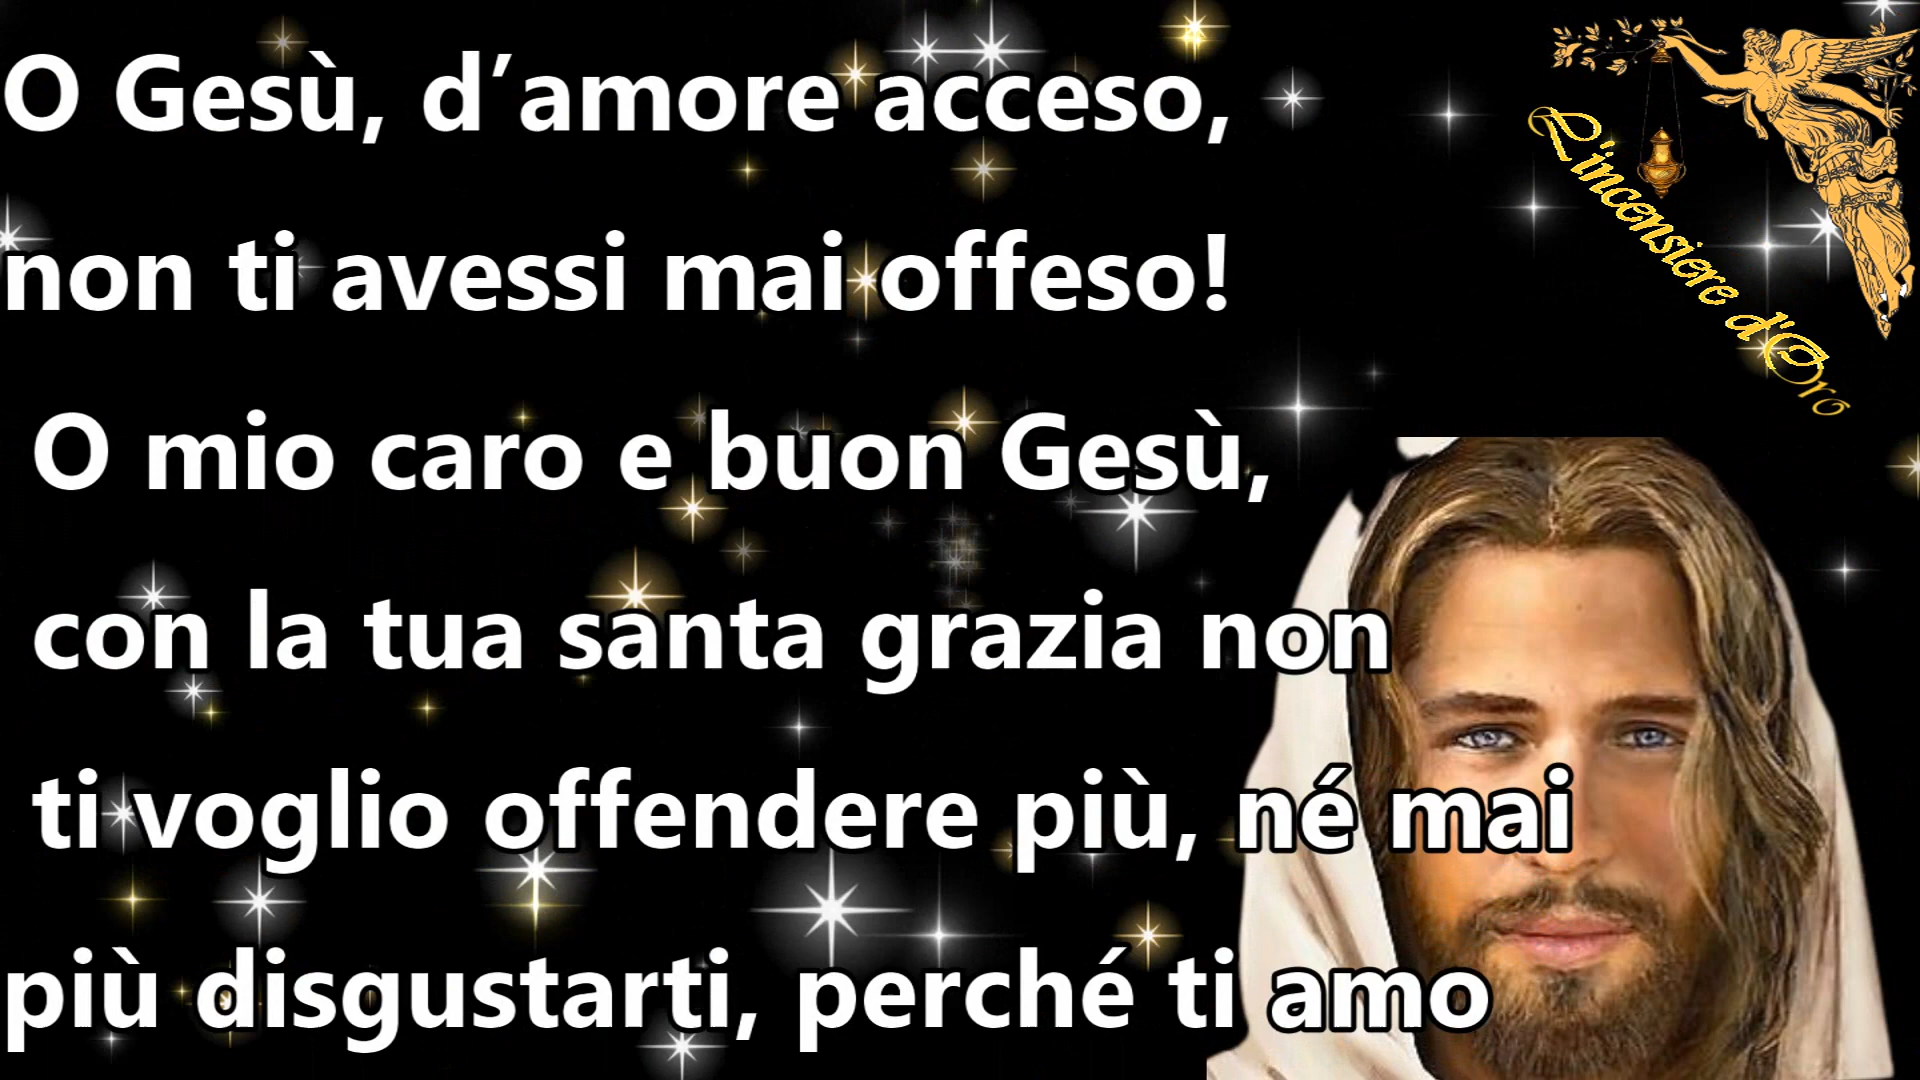 O Gesù, d’amore acceso,
non ti avessi mai offeso!
O mio caro e buon Gesù,
con la tua santa grazia non
ti voglio offendere più, né mai
più disgustarti, perché ti amo
L'incensiere d'Oro